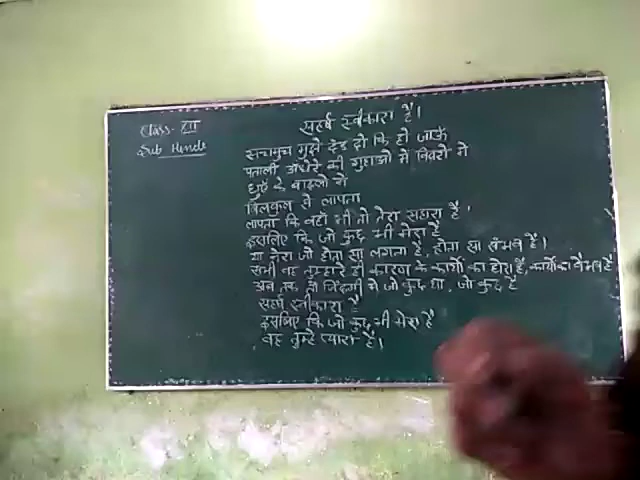 Class- XII
Sub Hindi
सहर्ष स्वीकारा है।
सचमुच मुझे दंड दो कि हो जाऊँ
पताली अँधेरे की गुहाओं में विवरों में
धुएँ के बादलों में
बिलकुल में लापता
लापता कि वहाँ भी तो तेरा सहारा है,
इसलिए कि जो कुछ भी मेरा है
या मेरा जो होता सा लगता है, होता सा संभव है।
सभी वह तुम्हारे ही कारण के कार्यों का घेरा है, कार्यों का वैभव है
अब तक तो जिंदगी में जो कुछ था, जो कुछ है
सहर्ष स्वीकारा है
इसलिए कि जो कुछ भी मेरा है
वह तुम्हें प्यारा है।